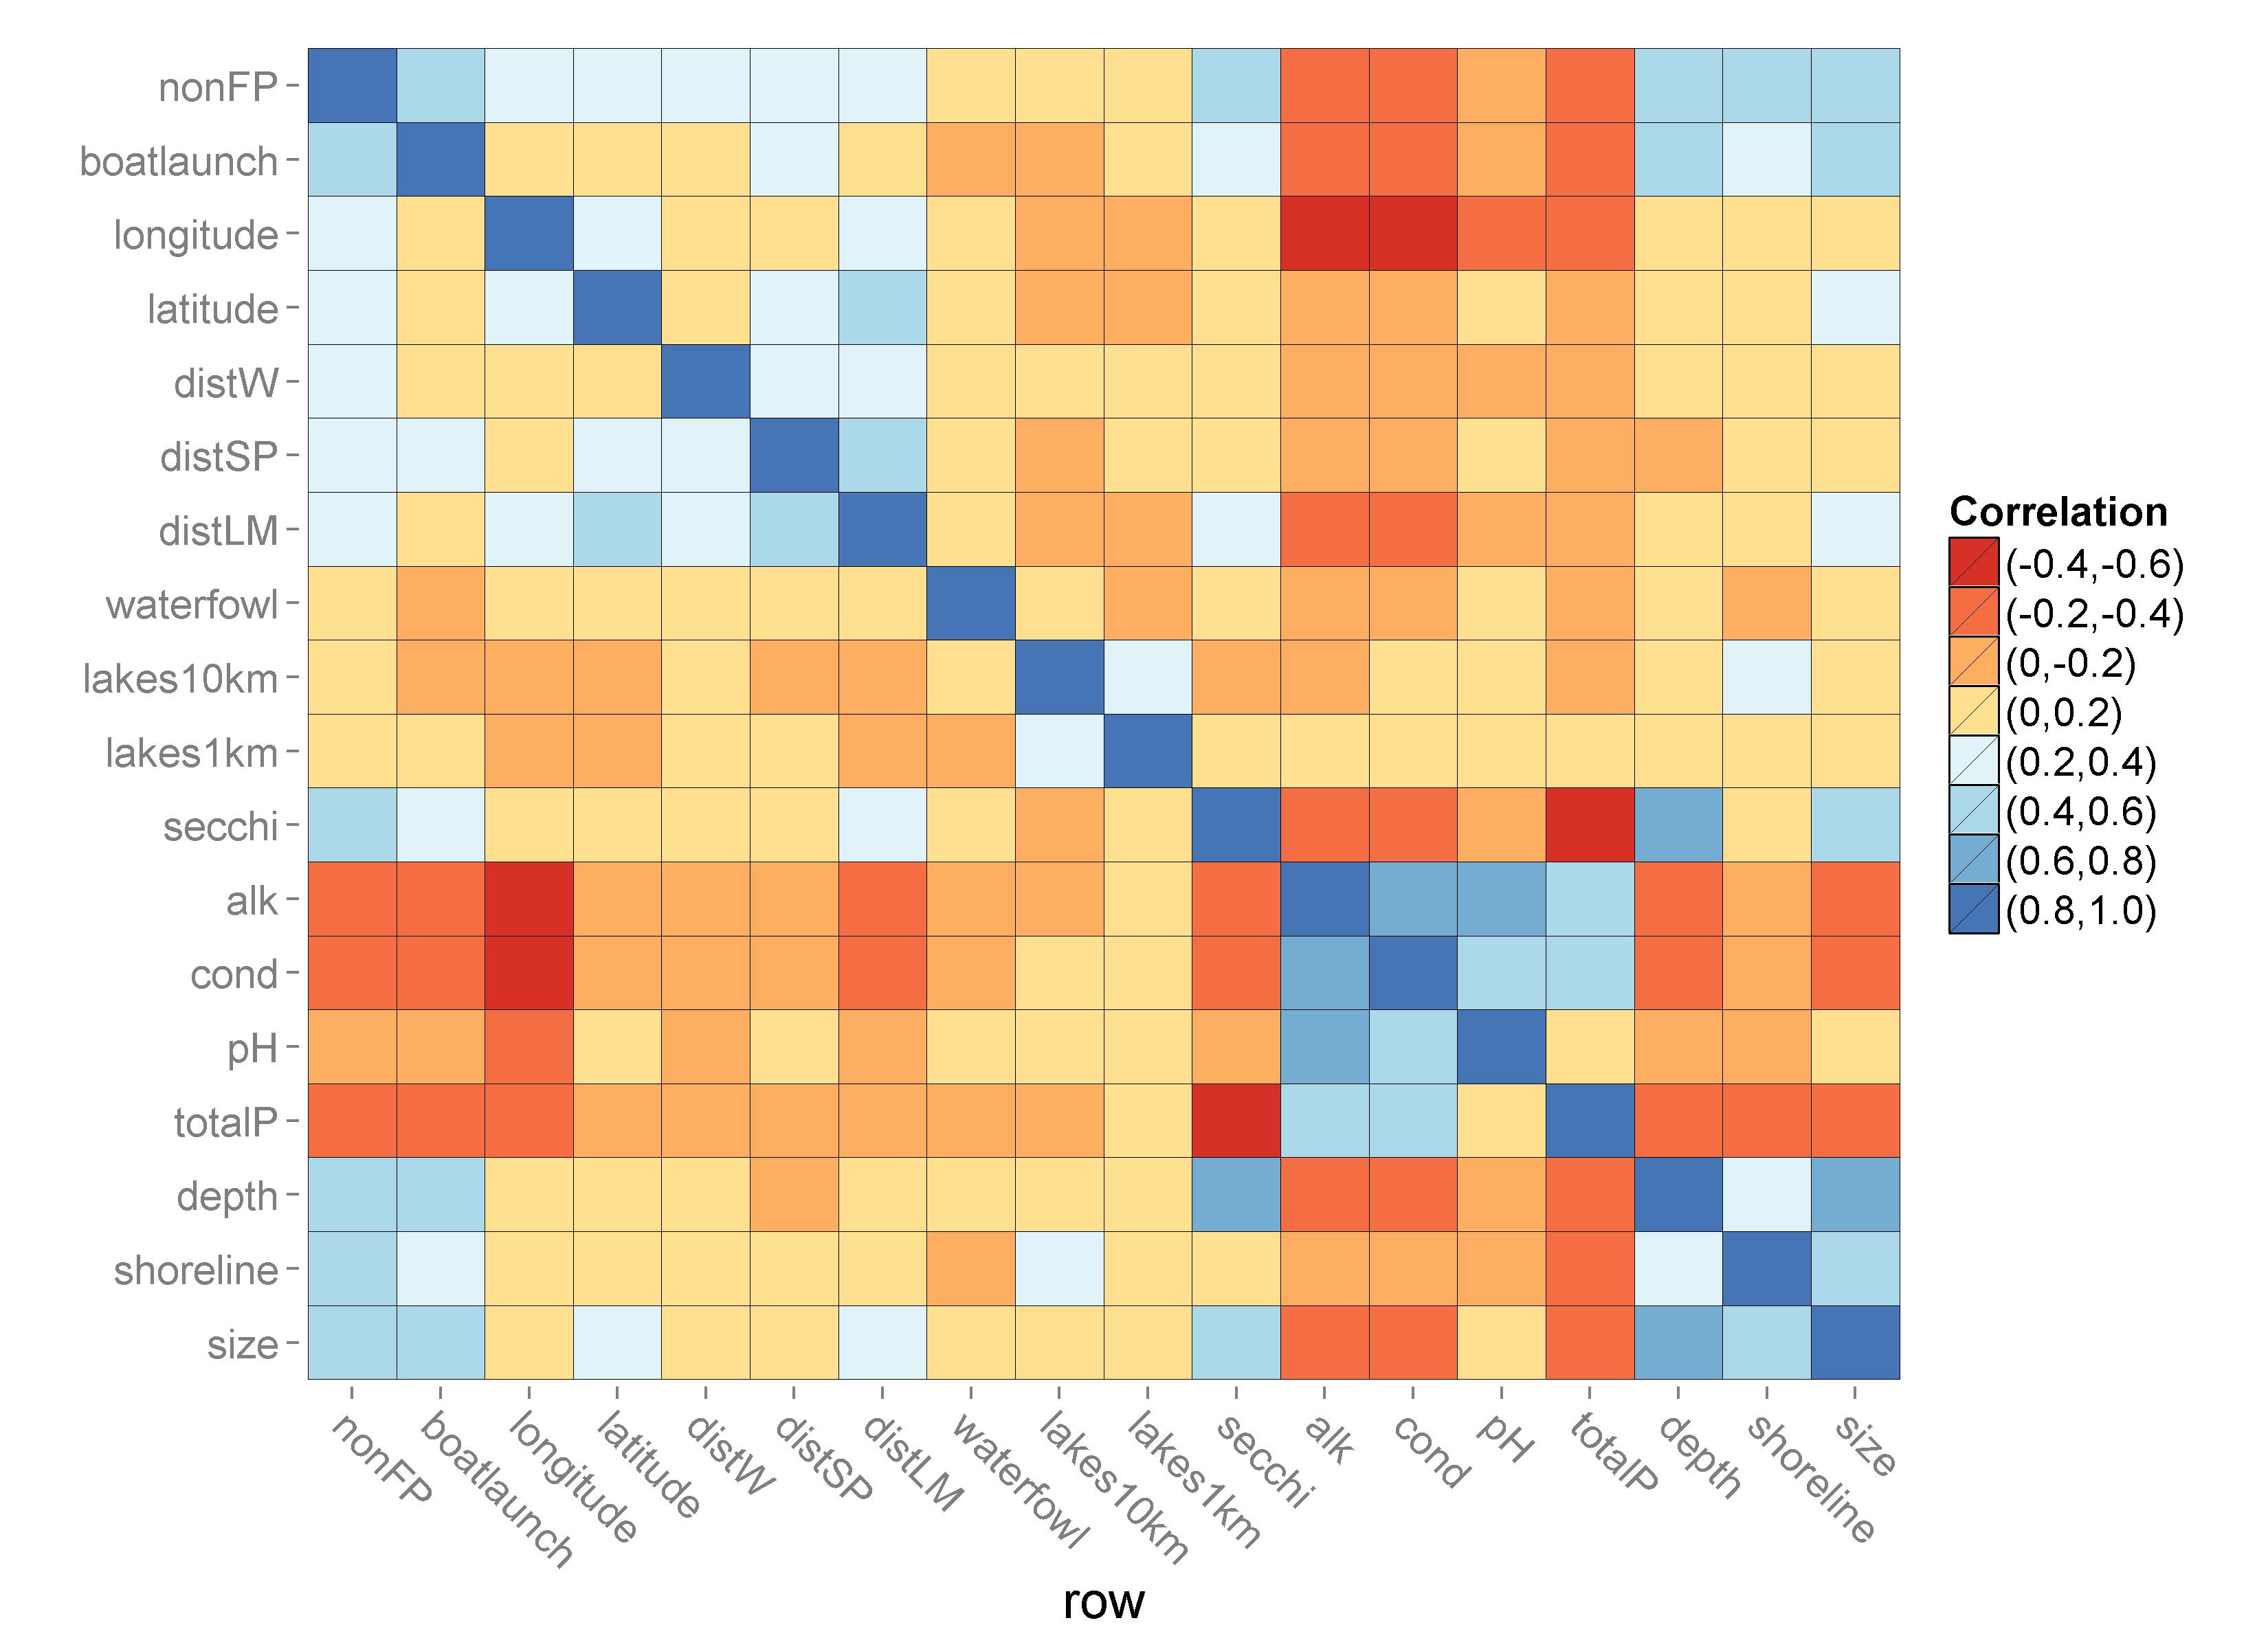 nonFP
boatlaunch
longitude
latitude
distW
distSP
distLM
waterfowl
lakes10km
lakes1km
secchi
alk
cond
pH
totalP
depth
shoreline
size
nonFP
boatlaunch
longitude
latitude
distW
distSP
distLM
waterfowl
lakes10km
lakes1km
secchi
alk
cond
pH
totalP
depth
shoreline
size
row
Correlation
(-0.4,-0.6)
(-0.2,-0.4)
(0,-0.2)
(0,0.2)
(0.2,0.4)
(0.4,0.6)
(0.6,0.8)
(0.8,1.0)